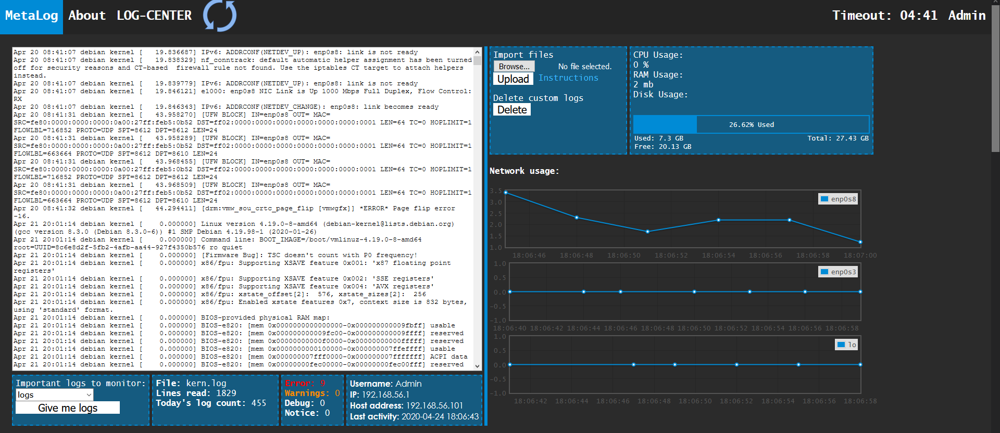 MetaLog About LOG-CENTER Timeout: 04:41 Admin
Apr 20 08:41:07 debian kernel [   19.836687] IPv6: ADDRCONF(NETDEV_UP): enp0s8: link is not ready
Apr 20 08:41:07 debian kernel [   19.838329] nf_conntrack: default automatic helper assignment has been turned
off for security reasons and CT-based  firewall rule not found. Use the iptables CT target to attach helpers
instead.
Apr 20 08:41:07 debian kernel [   19.839779] IPv6: ADDRCONF(NETDEV_UP): enp0s8: link is not ready
Apr 20 08:41:07 debian kernel [   19.846121] e1000: enp0s8 NIC Link is Up 1000 Mbps Full Duplex, Flow Control:
RX
Apr 20 08:41:07 debian kernel [   19.846343] IPv6: ADDRCONF(NETDEV_CHANGE): enp0s8: link becomes ready
Apr 20 08:41:31 debian kernel [   43.958270] [UFW BLOCK] IN=enp0s8 OUT= MAC=
SRC=fe80:0000:0000:0000:0a00:27ff:feb5:0b52 DST=ff02:0000:0000:0000:0000:0000:0000:0001 LEN=64 TC=0 HOPLIMIT=1
FLOWLBL=716852 PROTO=UDP SPT=8612 DPT=8612 LEN=24
Apr 20 08:41:31 debian kernel [   43.958289] [UFW BLOCK] IN=enp0s8 OUT= MAC=
SRC=fe80:0000:0000:0000:0a00:27ff:feb5:0b52 DST=ff02:0000:0000:0000:0000:0000:0000:0001 LEN=64 TC=0 HOPLIMIT=1
FLOWLBL=663664 PROTO=UDP SPT=8612 DPT=8610 LEN=24
Apr 20 08:41:31 debian kernel [   43.968455] [UFW BLOCK] IN=enp0s8 OUT= MAC=
SRC=fe80:0000:0000:0000:0a00:27ff:feb5:0b52 DST=ff02:0000:0000:0000:0000:0000:0000:0001 LEN=64 TC=0 HOPLIMIT=1
FLOWLBL=716852 PROTO=UDP SPT=8612 DPT=8612 LEN=24
Apr 20 08:41:31 debian kernel [   43.968509] [UFW BLOCK] IN=enp0s8 OUT= MAC=
SRC=fe80:0000:0000:0000:0a00:27ff:feb5:0b52 DST=ff02:0000:0000:0000:0000:0000:0000:0001 LEN=64 TC=0 HOPLIMIT=1
FLOWLBL=663664 PROTO=UDP SPT=8612 DPT=8610 LEN=24
Apr 20 08:41:32 debian kernel [   44.294411] [drm:vmw_sou_crtc_page_flip [vmwgfx]] *ERROR* Page flip error
-16.
Apr 21 20:01:14 debian kernel [    0.000000] Linux version 4.19.0-8-amd64 (debian-kernel@lists.debian.org)
(gcc version 8.3.0 (Debian 8.3.0-6)) #1 SMP Debian 4.19.98-1 (2020-01-26)
Apr 21 20:01:14 debian kernel [    0.000000] Command line: BOOT_IMAGE=/boot/vmlinuz-4.19.0-8-amd64
root=UUID=8c6e8d2f-5fb2-4afb-aa44-927f4350b576 ro quiet
Apr 21 20:01:14 debian kernel [    0.000000] [Firmware Bug]: TSC doesn't count with P0 frequency!
Apr 21 20:01:14 debian kernel [    0.000000] x86/fpu: Supporting XSAVE feature 0x001: 'x87 floating point
registers'
Apr 21 20:01:14 debian kernel [    0.000000] x86/fpu: Supporting XSAVE feature 0x002: 'SSE registers'
Apr 21 20:01:14 debian kernel [    0.000000] x86/fpu: Supporting XSAVE feature 0x004: 'AVX registers'
Apr 21 20:01:14 debian kernel [    0.000000] x86/fpu: xstate_offset[2]:  576, xstate_sizes[2]:  256
Apr 21 20:01:14 debian kernel [    0.000000] x86/fpu: Enabled xstate features 0x7, context size is 832 bytes,
using 'standard' format.
Apr 21 20:01:14 debian kernel [    0.000000] BIOS-provided physical RAM map:
Apr 21 20:01:14 debian kernel [    0.000000] BIOS-e820: [mem 0x0000000000000000-0x000000000009fbff] usable
Apr 21 20:01:14 debian kernel [    0.000000] BIOS-e820: [mem 0x000000000009fc00-0x000000000009ffff] reserved
Apr 21 20:01:14 debian kernel [    0.000000] BIOS-e820: [mem 0x00000000000f0000-0x00000000000fffff] reserved
Apr 21 20:01:14 debian kernel [    0.000000] BIOS-e820: [mem 0x0000000000100000-0x000000007ffeffff] usable
Apr 21 20:01:14 debian kernel [    0.000000] BIOS-e820: [mem 0x000000007fff0000-0x000000007fffffff] ACPI data
Apr 21 20:01:14 debian kernel [    0.000000] BIOS-e820: [mem 0x00000000fec00000-0x00000000fec00fff] reserved
Important logs to monitor:
logs
Give me logs
File: kern.log
Lines read: 1829
Today's log count: 455
Error: 9
Warnings: 0
Debug: 0
Notice: 0
Username: Admin
IP: 192.168.56.1
Host address: 192.168.56.101
Last activity: 2020-04-24 18:06:43
Import files
Browse... No file selected.
Upload Instructions
Delete custom logs
Delete
CPU Usage:
0 %
RAM Usage:
2 mb
Disk Usage:
26.62% Used
Used: 7.3 GB Total: 27.43 GB
Free: 20.13 GB
Network usage:
3.5
3.0
2.5
2.0
1.5
1.0
enp0s8
18:06:46 18:06:48 18:06:50 18:06:52 18:06:54 18:06:56 18:06:58 18:07:00
1.0
0.5
0.0
-0.5
-1.0
enp0s3
18:06:40 18:06:42 18:06:44 18:06:46 18:06:48 18:06:50 18:06:52 18:06:54 18:06:56 18:06:58
1.0
0.5
0.0
-0.5
-1.0
lo
18:06:42 18:06:44 18:06:46 18:06:48 18:06:50 18:06:52 18:06:54 18:06:56 18:06:58